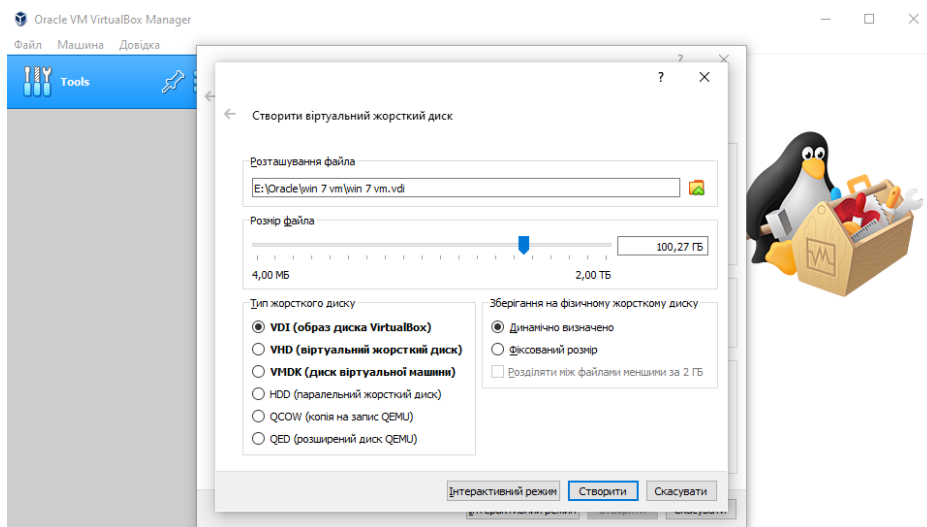 Oracle VM VirtualBox Manager
Файл Машина Довідка
Tools
?
?
Створити віртуальний жорсткий диск
Розташування файла
E:\Oracle\win 7 vm\win 7 vm.vdi
Розмір файла
100,27 ГБ
4,00 МБ 2,00 ТБ
Тип жорсткого диску
VDI (образ диска VirtualBox)
VHD (віртуальний жорсткий диск)
VMDK (диск віртуальної машини)
HDD (паралельний жорсткий диск)
QCOW (копія на запис QEMU)
QED (розширений диск QEMU)
Зберігання на фізичному жорсткому диску
Динамічно визначено
Фіксований розмір
Розділяти між файлами меншими за 2 ГБ
Інтерактивний режим Створити Скасувати